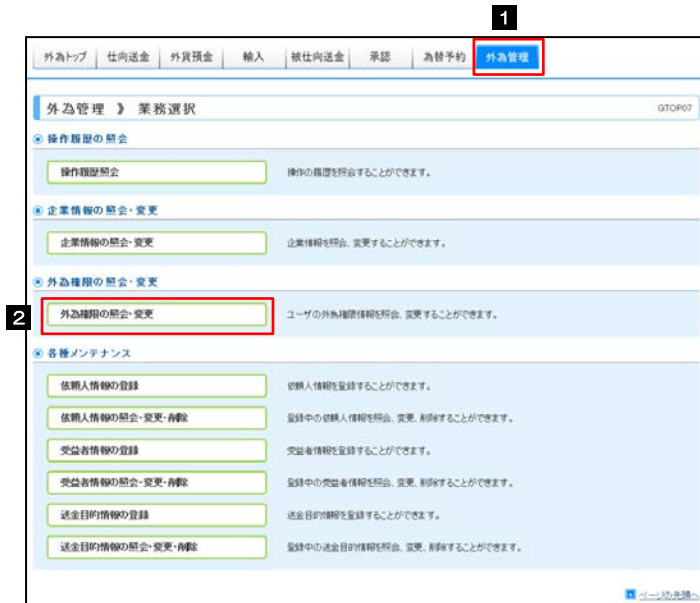 1
外為トップ 仕向送金 外貨預金 輸入 被仕向送金 承認 為替予約 外為管理
外為管理 》 業務選択 GTOP07
操作履歴の照会
操作履歴照会 操作の履歴を照会することができます。
企業情報の照会・変更
企業情報の照会・変更 企業情報を照会、変更することができます。
外為権限の照会・変更
2 外為権限の照会・変更 ユーザの外為権限情報を照会、変更することができます。
各種メンテナンス
依頼人情報の登録 依頼人情報を登録することができます。
依頼人情報の照会・変更・削除 登録中の依頼人情報を照会、変更、削除することができます。
受益者情報の登録 受益者情報を登録することができます。
受益者情報の照会・変更・削除 登録中の受益者情報を照会、変更、削除することができます。
送金目的情報の登録 送金目的情報を登録することができます。
送金目的情報の照会・変更・削除 登録中の送金目的情報を照会、変更、削除することができます。
ページの先頭へ